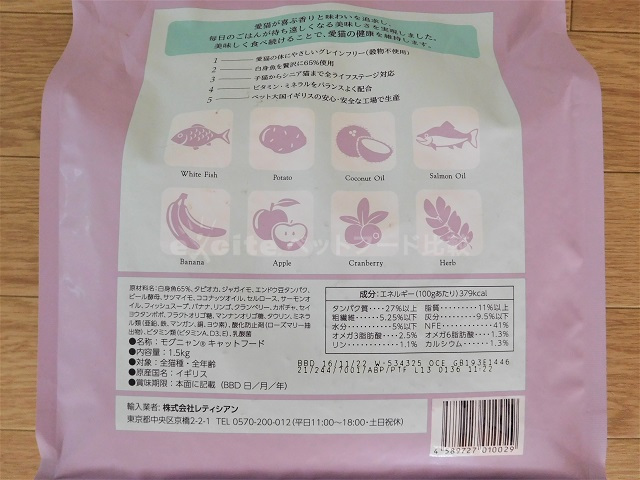 愛猫が喜ぶ香りと味わいを追求し、
毎日のごはんが待ち遠しくなる美味しさを実現しました。
美味しく食べ続けることで、愛猫の健康を維持します。
1 愛猫の体にやさしいグレインフリー(穀物不使用)
2 白身魚を贅沢に65%使用
3 子猫からシニア猫まで全ライフステージ対応
4 ビタミン・ミネラルをバランスよく配合
5 ペット大国イギリスの安心・安全な工場で生産
White Fish Potato Coconut Oil Salmon Oil
excite ペットフード比較
Banana Apple Cranberry Herb
原材料名:白身魚65%、タピオカ、ジャガイモ、エンドウ豆タンパク、
ビール酵母、サツマイモ、ココナッツオイル、セルロース、サーモンオ
イル、フィッシュスープ、バナナ、リンゴ、クランベリー、カボチャ、セイ
ヨウタンポポ、フラクトオリゴ糖、マンナンオリゴ糖、タウリン、ミネラ
ル類(亜鉛、鉄、マンガン、銅、ヨウ素)、酸化防止剤(ローズマリー抽
出物)、ビタミン類(ビタミンA、D3、E)、乳酸菌
●名称:モグニャン® キャットフード
●内容量:1.5kg
●対象:全猫種・全年齢
●原産国名:イギリス
●賞味期限:本面に記載 (BBD 日/月/年)
成分:エネルギー(100gあたり)379kcal
タンパク質……27%以上 脂質……11%以上
粗繊維……5.25%以下 灰分……9.5%以下
水分……5%以下 NFE……41%
オメガ3脂肪酸……2.5% オメガ6脂肪酸……1.3%
リン……1.1% カルシウム……1.3%
BBD 14/11/22 W-534325 OCE GB193E1446
21/244/70017ABP/PTF L13 0136 11-22
輸入業者:株式会社レティシアン
東京都中央区京橋2-2-1 TEL 0570-200-012(平日11:00~18:00・土日祝休)
4589727010029